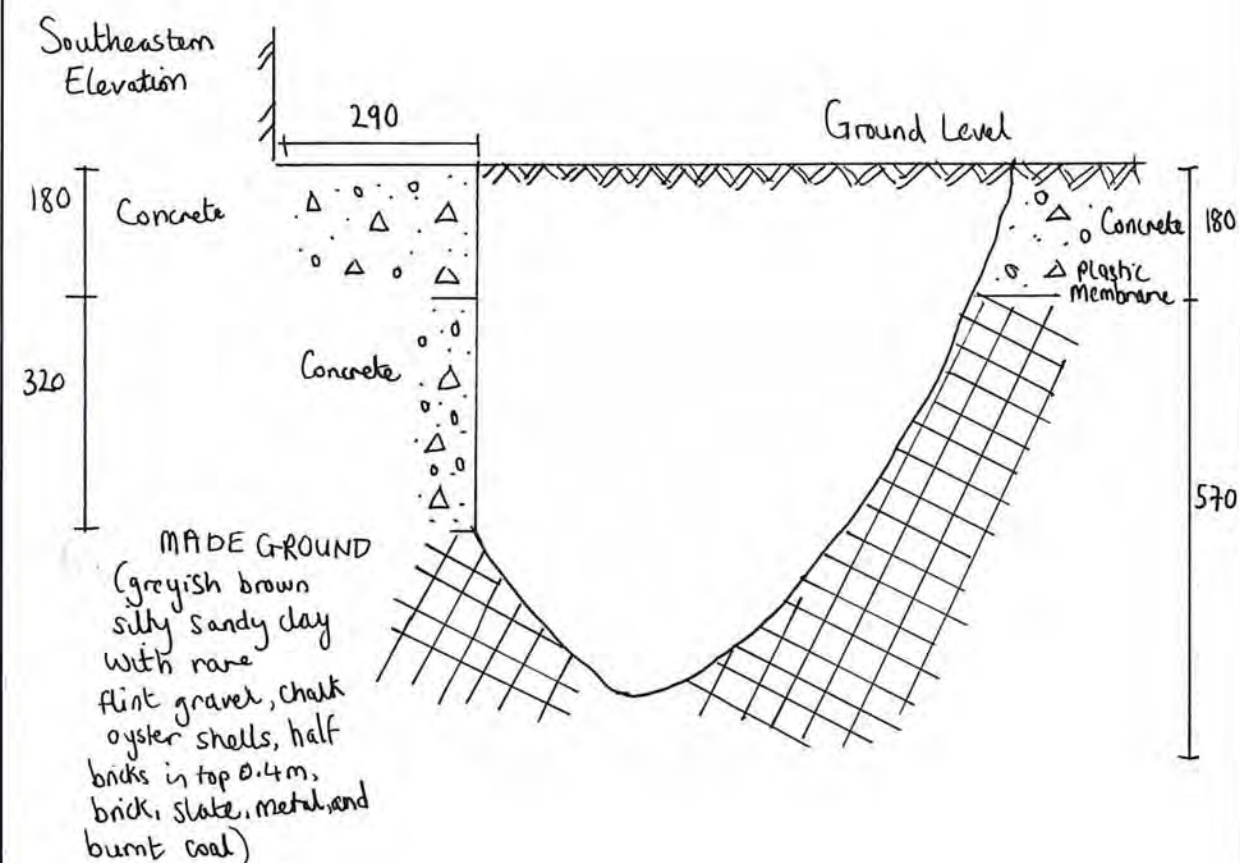 Southeastern
Elevation
290
Ground Level
180
Concrete
Concrete
180
Plastic
Membrane
Concrete
320
570
MADE GROUND
(greyish brown
silty sandy clay
with rare
flint gravel, chalk
oyster shells, half
bricks in top 0.4m,
brick, slate, metal, and
burnt coal)